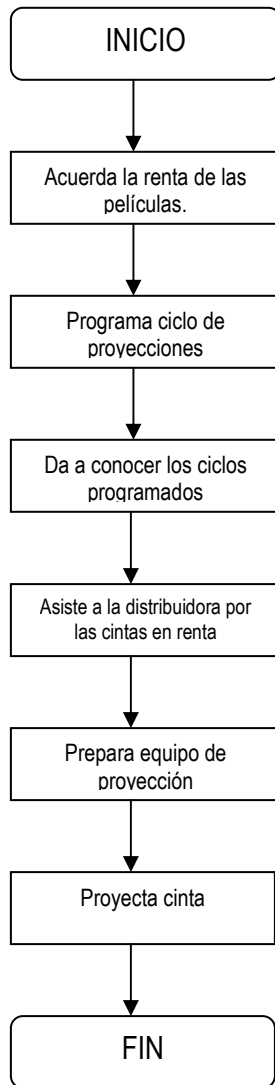 INICIO
Acuerda la renta de las
películas.
Programa ciclo de
proyecciones
Da a conocer los ciclos
programados
Asiste a la distribuidora por
las cintas en renta
Prepara equipo de
proyección
Proyecta cinta
FIN